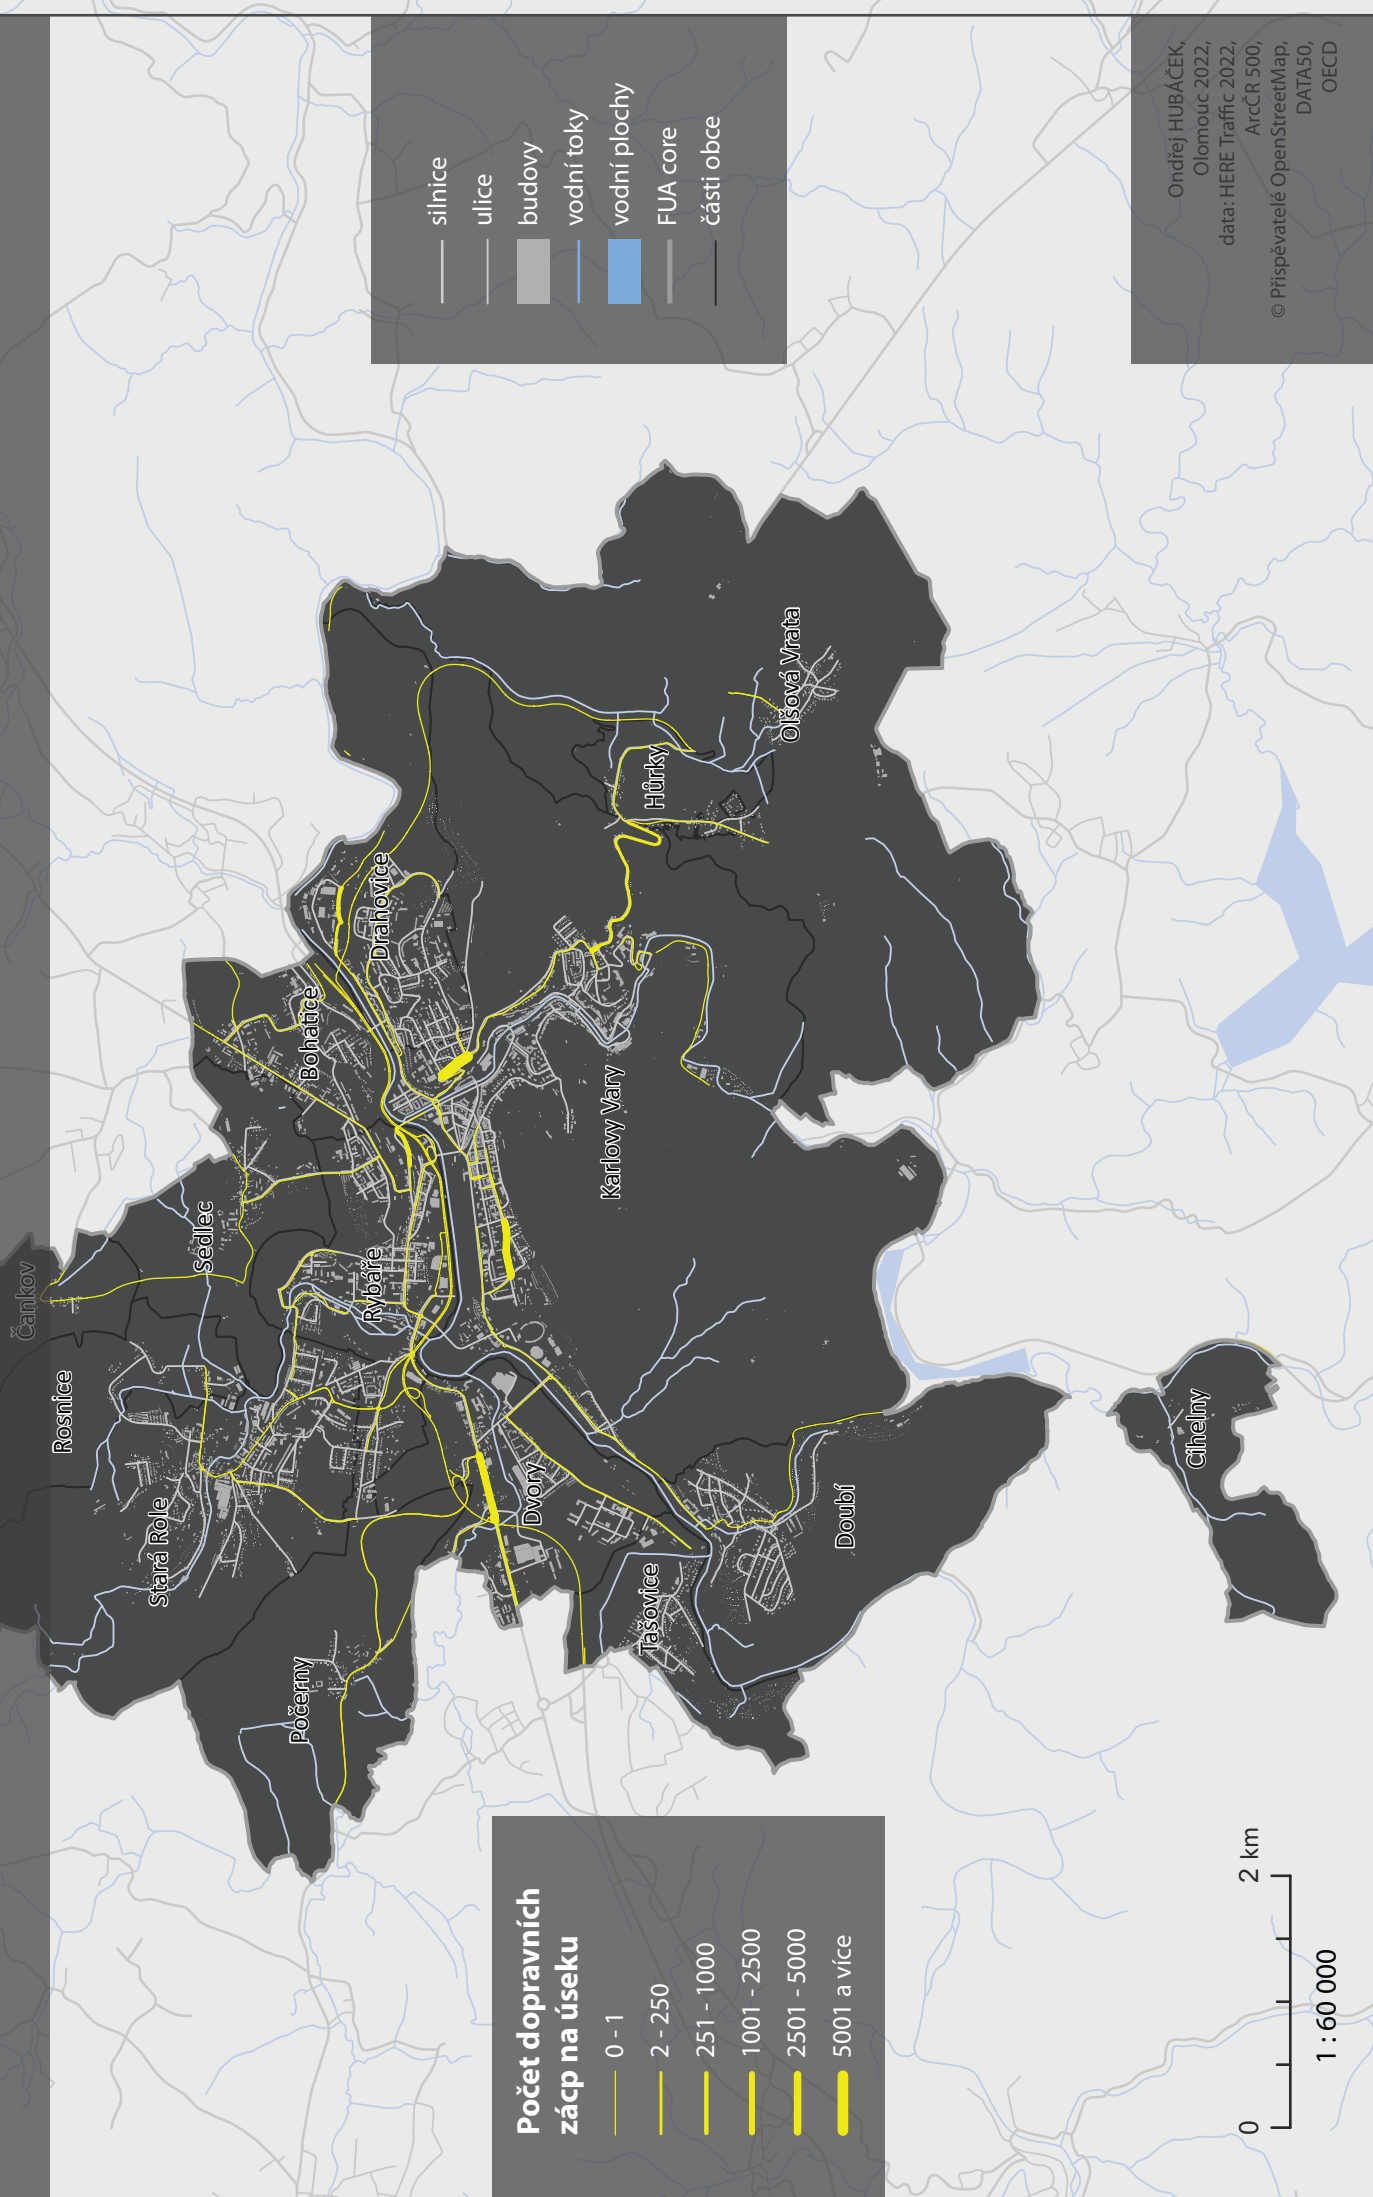 Čankov
Rosnice
Sedlec
Stará Role
Bohatice
Drahovice
Rybáře
Počerny
Dvory
Karlovy Vary
Hůrky
Olšová Vrata
Tašovice
Doubí
Cihelny
Počet dopravních
zácp na úseku
0 - 1
2 - 250
251 - 1000
1001 - 2500
2501 - 5000
5001 a více
silnice
ulice
budovy
vodní toky
vodní plochy
FUA core
části obce
0 2 km
1 : 60 000
Ondřej HUBÁČEK,
Olomouc 2022,
data: HERE Traffic 2022,
ArcČR 500,
© Přispěvatelé OpenStreetMap,
DATA50,
OECD